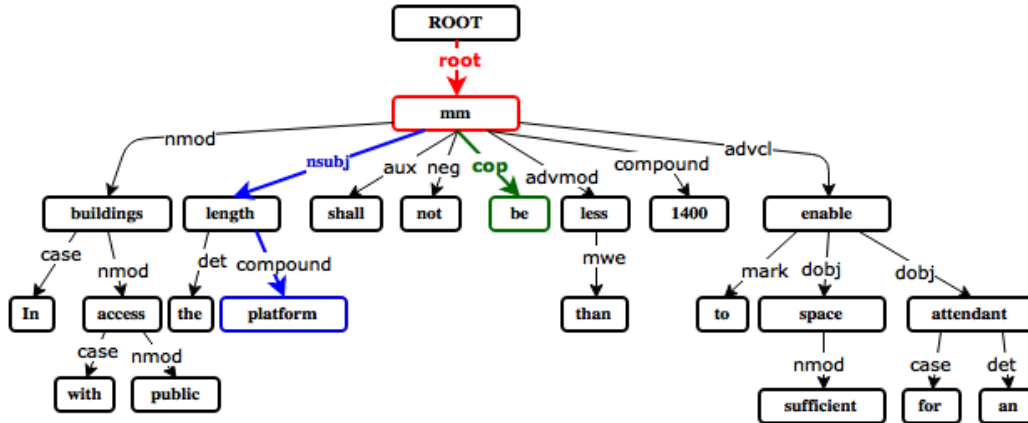 ROOT
root
mm
nmod nsubj aux neg cop advmod compound advcl
buildings length shall not be less 1400 enable
case nmod det compound mwe mark dobj dobj
In access the platform than to space attendant
case nmod nmod case det
with public sufficient for an